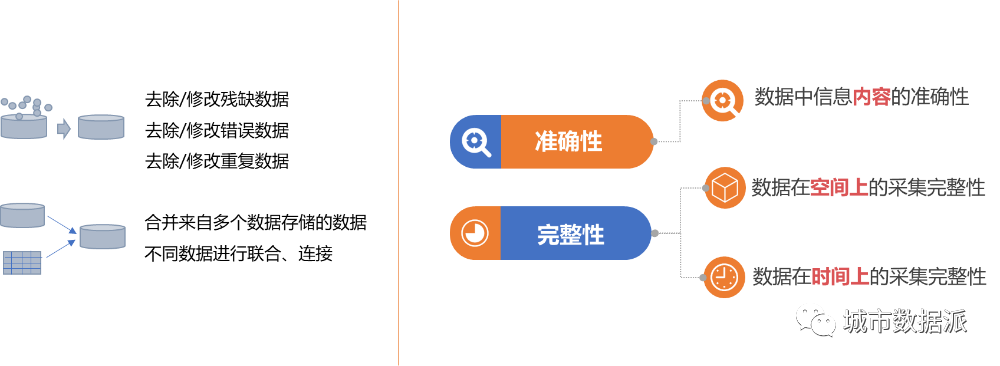 去除/修改残缺数据
去除/修改错误数据
去除/修改重复数据
合并来自多个数据存储的数据
不同数据进行联合、连接
准确性
数据中信息内容的准确性
完整性
数据在空间上的采集完整性
数据在时间上的采集完整性
城市数据派